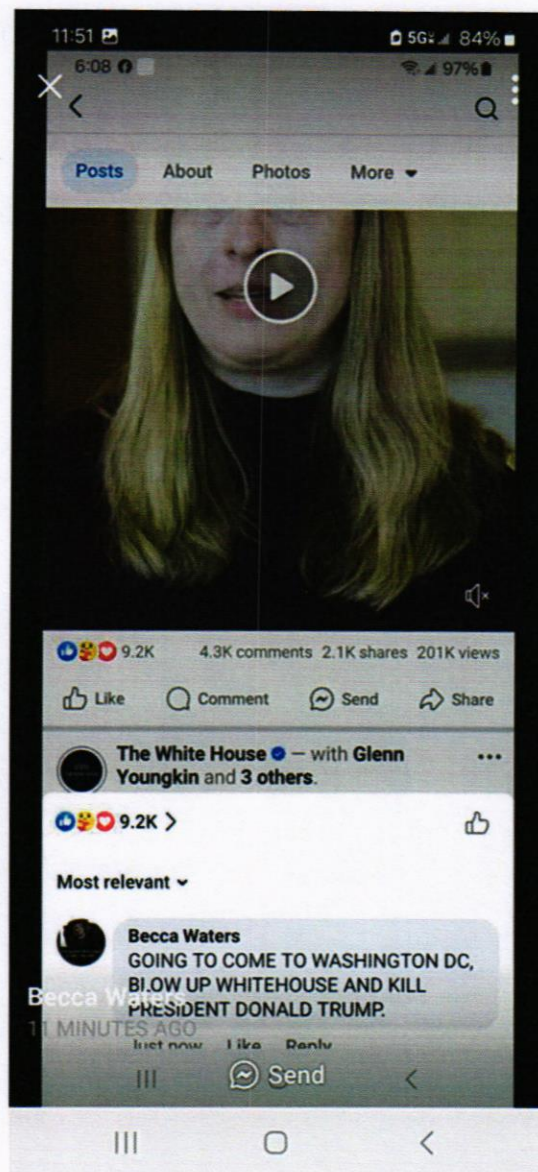 11:51 5G 84%
6:08 97%
Posts About Photos More
9.2K 4.3K comments 2.1K shares 201K views
Like Comment Send Share
The White House — with Glenn
Youngkin and 3 others.
9.2K
Most relevant
Becca Waters
GOING TO COME TO WASHINGTON DC,
BLOW UP WHITEHOUSE AND KILL
PRESIDENT DONALD TRUMP.
Becca Waters
11 MINUTES AGO
Just now Like Reply
Send